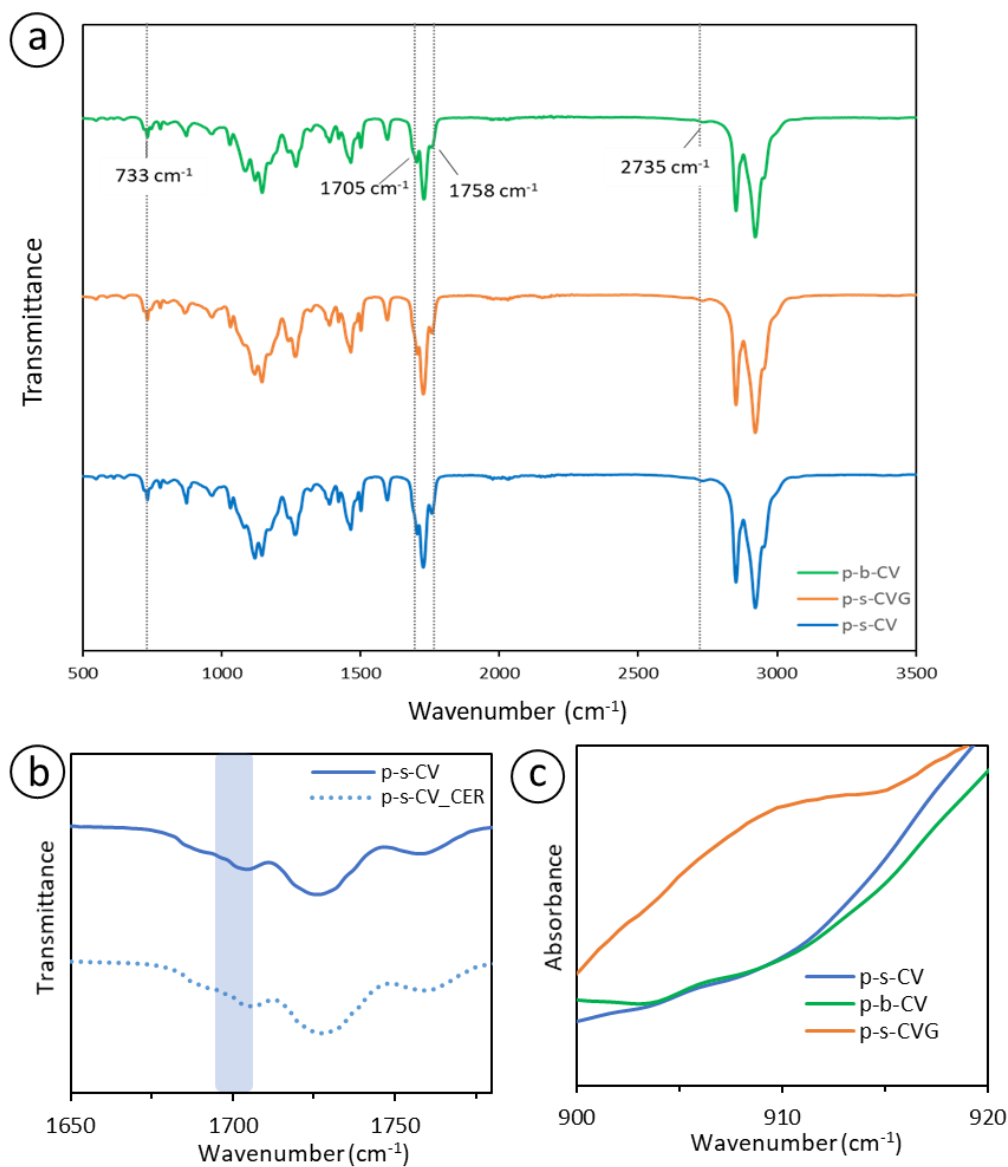 a
Transmittance
733 cm⁻¹
1705 cm⁻¹
1758 cm⁻¹
2735 cm⁻¹
p-b-CV
p-s-CVG
p-s-CV
500 1000 1500 2000 2500 3000 3500
Wavenumber (cm⁻¹)
b
p-s-CV
p-s-CV_CER
Transmittance
1650 1700 1750
Wavenumber (cm⁻¹)
c
Absorbance
p-s-CV
p-b-CV
p-s-CVG
900 910 920
Wavenumber (cm⁻¹)